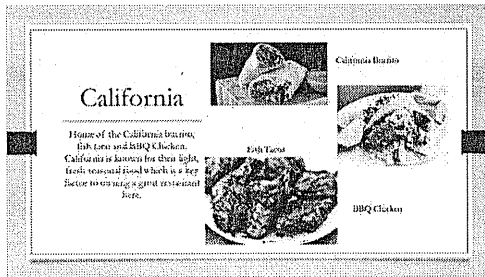 California
California Burrito
Home of the California burrito,
fish taco and BBQ Chicken.
California is known for their light,
fresh seasonal food which is a key
factor to owning a great restaurant
here.
Fish Tacos
BBQ Chicken